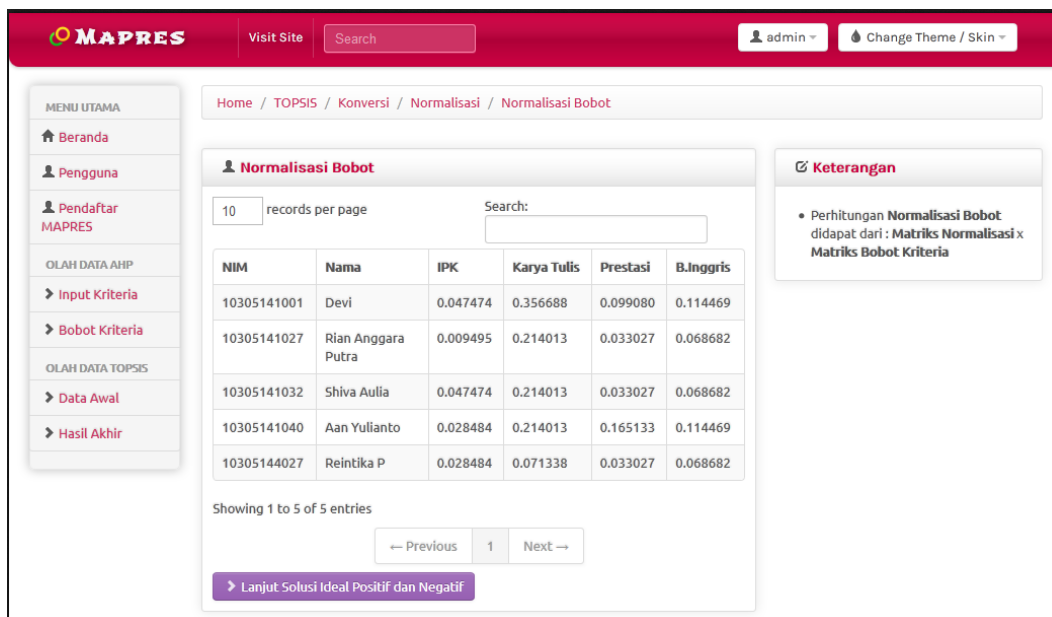 MAPRES
Visit Site
Search
admin
Change Theme / Skin
MENU UTAMA
Beranda
Pengguna
Pendaftar
MAPRES
OLAH DATA AHP
Input Kriteria
Bobot Kriteria
OLAH DATA TOPSIS
Data Awal
Hasil Akhir
Home / TOPSIS / Konversi / Normalisasi / Normalisasi Bobot
Normalisasi Bobot
10 records per page
Search:
NIM Nama IPK Karya Tulis Prestasi B.Inggris
10305141001 Devi 0.047474 0.356688 0.099080 0.114469
10305141027 Rian Anggara 0.009495 0.214013 0.033027 0.068682
Putra
10305141032 Shiva Aulia 0.047474 0.214013 0.033027 0.068682
10305141040 Aan Yulianto 0.028484 0.214013 0.165133 0.114469
10305144027 Reintika P 0.028484 0.071338 0.033027 0.068682
Showing 1 to 5 of 5 entries
← Previous 1 Next →
Lanjut Solusi Ideal Positif dan Negatif
Keterangan
• Perhitungan Normalisasi Bobot
didapat dari : Matriks Normalisasi x
Matriks Bobot Kriteria